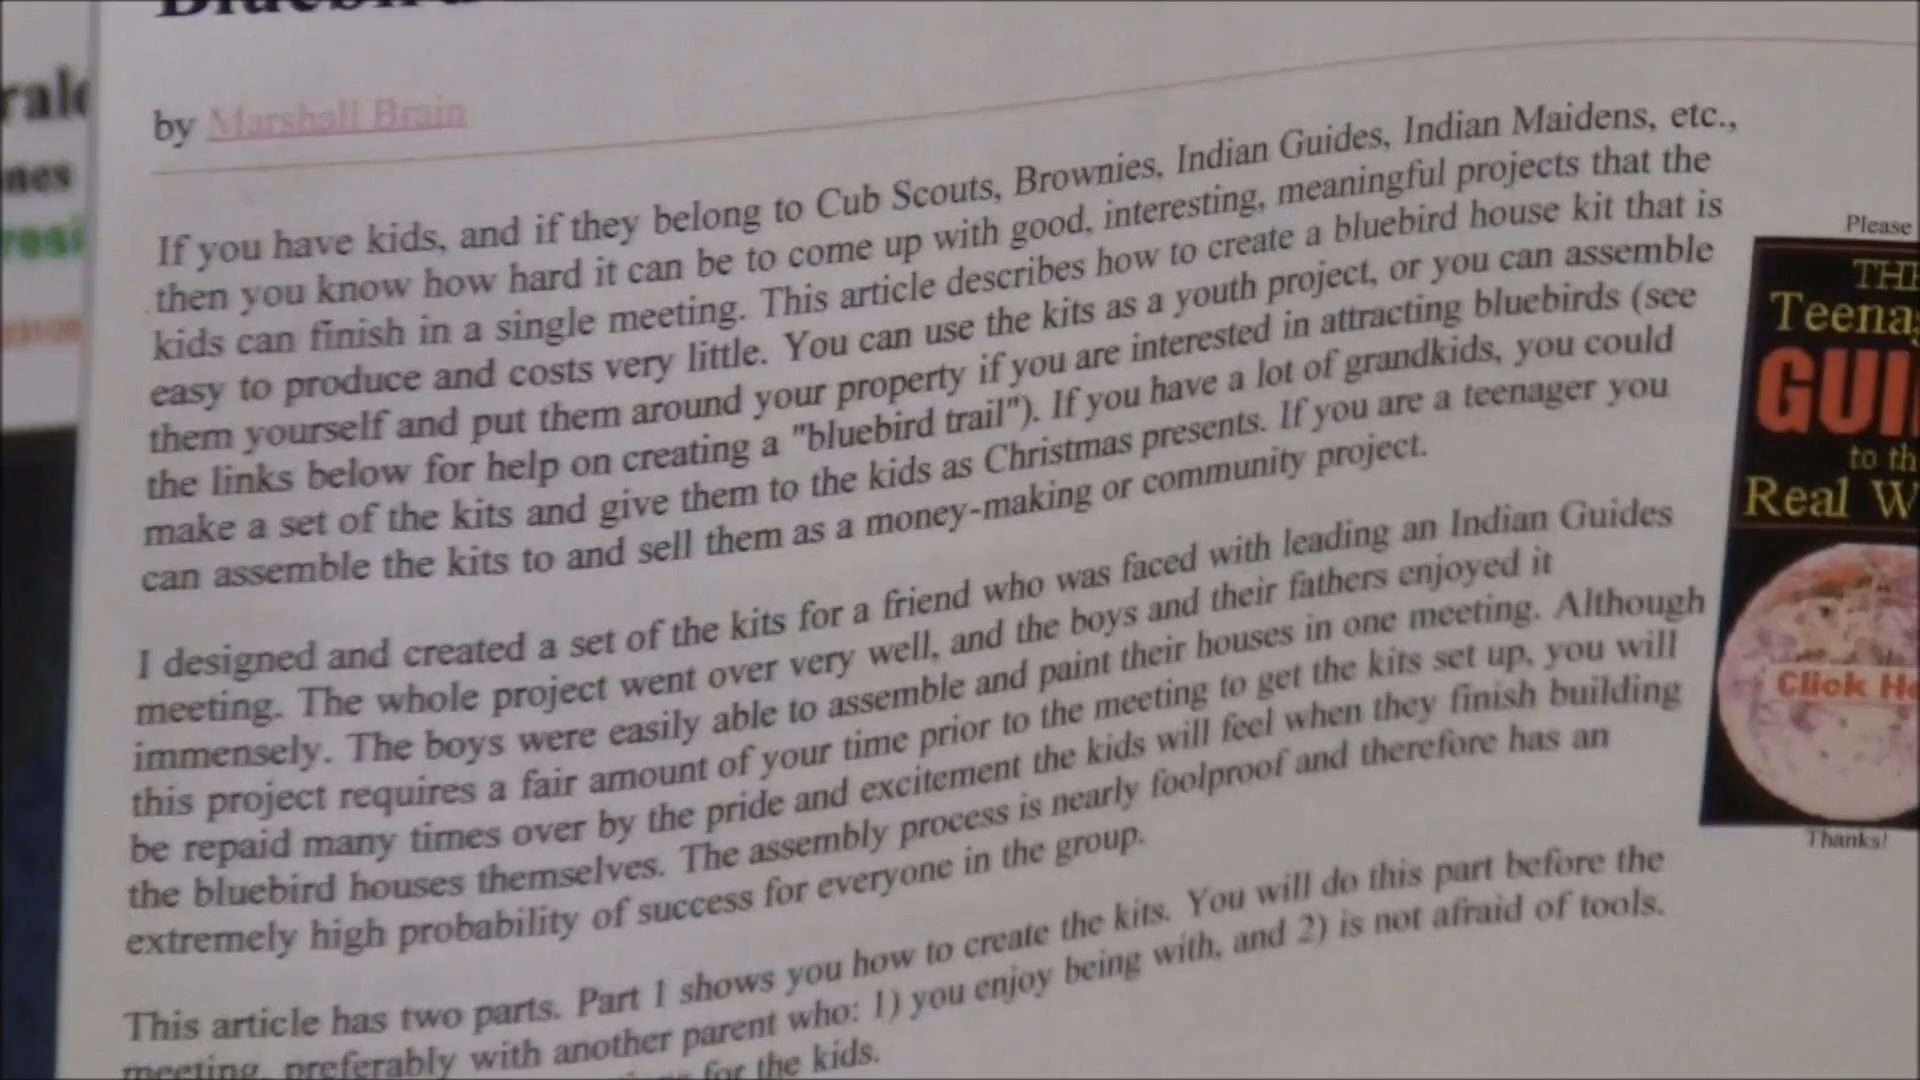 by Marshall Brain
If you have kids, and if they belong to Cub Scouts, Brownies, Indian Guides, Indian Maidens, etc.,
then you know how hard it can be to come up with good, interesting, meaningful projects that the
kids can finish in a single meeting. This article describes how to create a bluebird house kit that is
easy to produce and costs very little. You can use the kits as a youth project, or you can assemble
them yourself and put them around your property if you are interested in attracting bluebirds (see
the links below for help on creating a "bluebird trail"). If you have a lot of grandkids, you could
make a set of the kits and give them to the kids as Christmas presents. If you are a teenager you
can assemble the kits to and sell them as a money-making or community project.
I designed and created a set of the kits for a friend who was faced with leading an Indian Guides
meeting. The whole project went over very well, and the boys and their fathers enjoyed it
immensely. The boys were easily able to assemble and paint their houses in one meeting. Although
this project requires a fair amount of your time prior to the meeting to get the kits set up, you will
be repaid many times over by the pride and excitement the kids will feel when they finish building
the bluebird houses themselves. The assembly process is nearly foolproof and therefore has an
extremely high probability of success for everyone in the group.
This article has two parts. Part 1 shows you how to create the kits. You will do this part before the
meeting, preferably with another parent who: 1) you enjoy being with, and 2) is not afraid of tools.
for the kids.
Please
THE
Teenag
GUI
to th
Real W
Click He
Thanks!